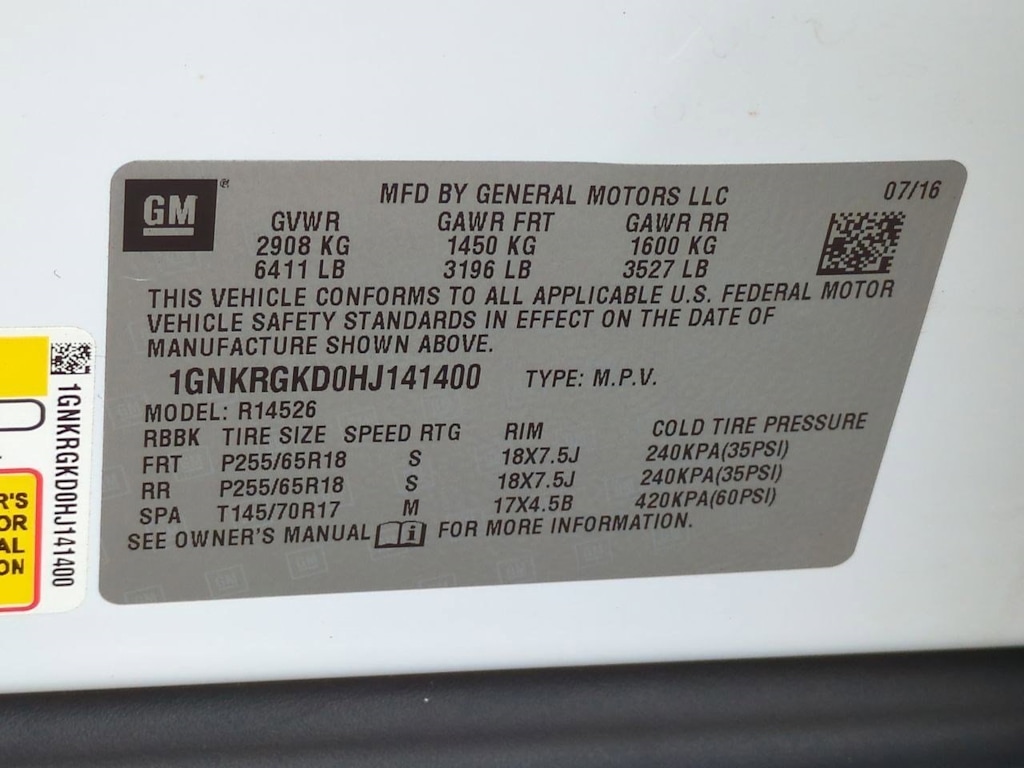 GM®
MFD BY GENERAL MOTORS LLC 07/16
GVWR GAWR FRT GAWR RR
2908 KG 1450 KG 1600 KG
6411 LB 3196 LB 3527 LB
THIS VEHICLE CONFORMS TO ALL APPLICABLE U.S. FEDERAL MOTOR
VEHICLE SAFETY STANDARDS IN EFFECT ON THE DATE OF
MANUFACTURE SHOWN ABOVE.
1GNKRGKD0HJ141400 TYPE: M.P.V.
MODEL: R14526
RBBK TIRE SIZE SPEED RTG RIM COLD TIRE PRESSURE
FRT P255/65R18 S 18X7.5J 240KPA(35PSI)
RR P255/65R18 S 18X7.5J 240KPA(35PSI)
SPA T145/70R17 M 17X4.5B 420KPA(60PSI)
SEE OWNER'S MANUAL i FOR MORE INFORMATION.
1GNKRGKD0HJ141400
R'S
OR
AL
ON